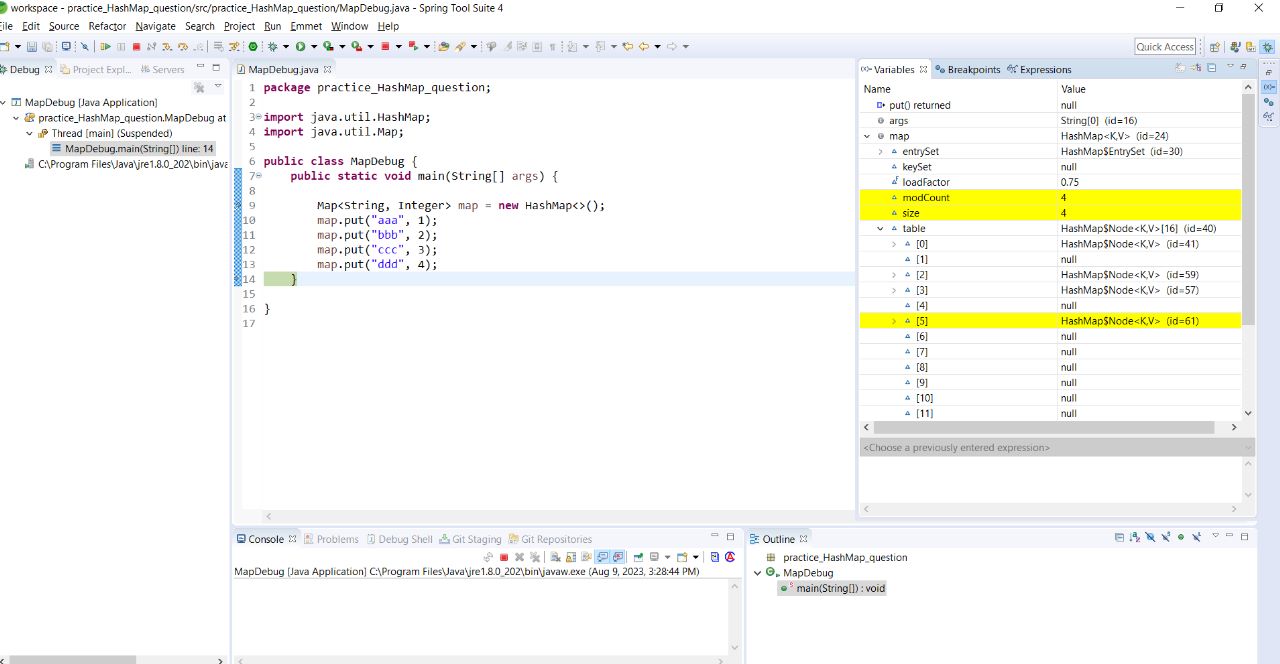 workspace - practice_HashMap_question/src/practice_HashMap_question/MapDebug.java - Spring Tool Suite 4
File Edit Source Refactor Navigate Search Project Run Emmet Window Help
Quick Access
Debug Project Expl... Servers
MapDebug [Java Application]
practice_HashMap_question.MapDebug at
Thread [main] (Suspended)
MapDebug.main(String[]) line: 14
C:\Program Files\Java\jre1.8.0_202\bin\java
MapDebug.java
1 package practice_HashMap_question;
2
3 import java.util.HashMap;
4 import java.util.Map;
5
6 public class MapDebug {
7 public static void main(String[] args) {
8
9 Map<String, Integer> map = new HashMap<>();
10 map.put("aaa", 1);
11 map.put("bbb", 2);
12 map.put("ccc", 3);
13 map.put("ddd", 4);
14 }
15
16 }
17
(x)= Variables Breakpoints Expressions
Name Value
put() returned null
args String[0] (id=16)
map HashMap<K,V> (id=24)
entrySet HashMap$EntrySet (id=30)
keySet null
loadFactor 0.75
modCount 4
size 4
table HashMap$Node<K,V>[16] (id=40)
[0] HashMap$Node<K,V> (id=41)
[1] null
[2] HashMap$Node<K,V> (id=59)
[3] HashMap$Node<K,V> (id=57)
[4] null
[5] HashMap$Node<K,V> (id=61)
[6] null
[7] null
[8] null
[9] null
[10] null
[11] null
<Choose a previously entered expression>
Console Problems Debug Shell Git Staging Git Repositories
MapDebug [Java Application] C:\Program Files\Java\jre1.8.0_202\bin\javaw.exe (Aug 9, 2023, 3:28:44 PM)
Outline
practice_HashMap_question
MapDebug
main(String[]) : void